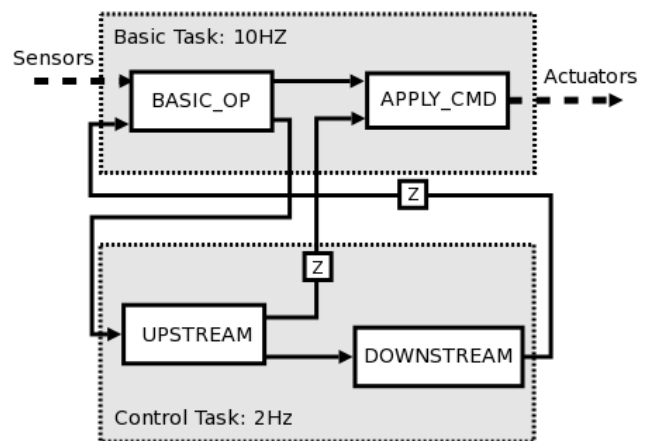 Basic Task: 10HZ
Sensors
Actuators
BASIC_OP
APPLY_CMD
Z
Z
UPSTREAM
DOWNSTREAM
Control Task: 2Hz